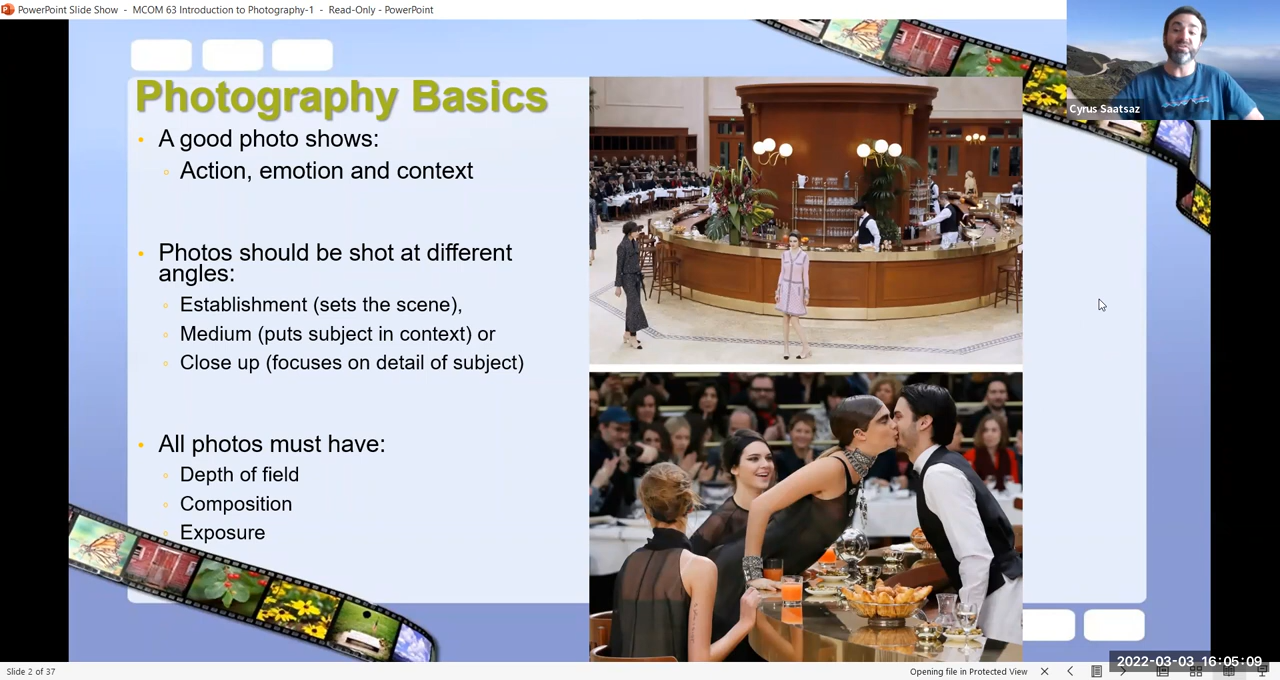 PowerPoint Slide Show - MCOM 63 Introduction to Photography-1 - Read-Only - PowerPoint
Cyrus Saatsaz
Photography Basics
A good photo shows:
Action, emotion and context
Photos should be shot at different
angles:
Establishment (sets the scene),
Medium (puts subject in context) or
Close up (focuses on detail of subject)
All photos must have:
Depth of field
Composition
Exposure
Slide 2 of 37
Opening file in Protected View
2022-03-03 16:05:09